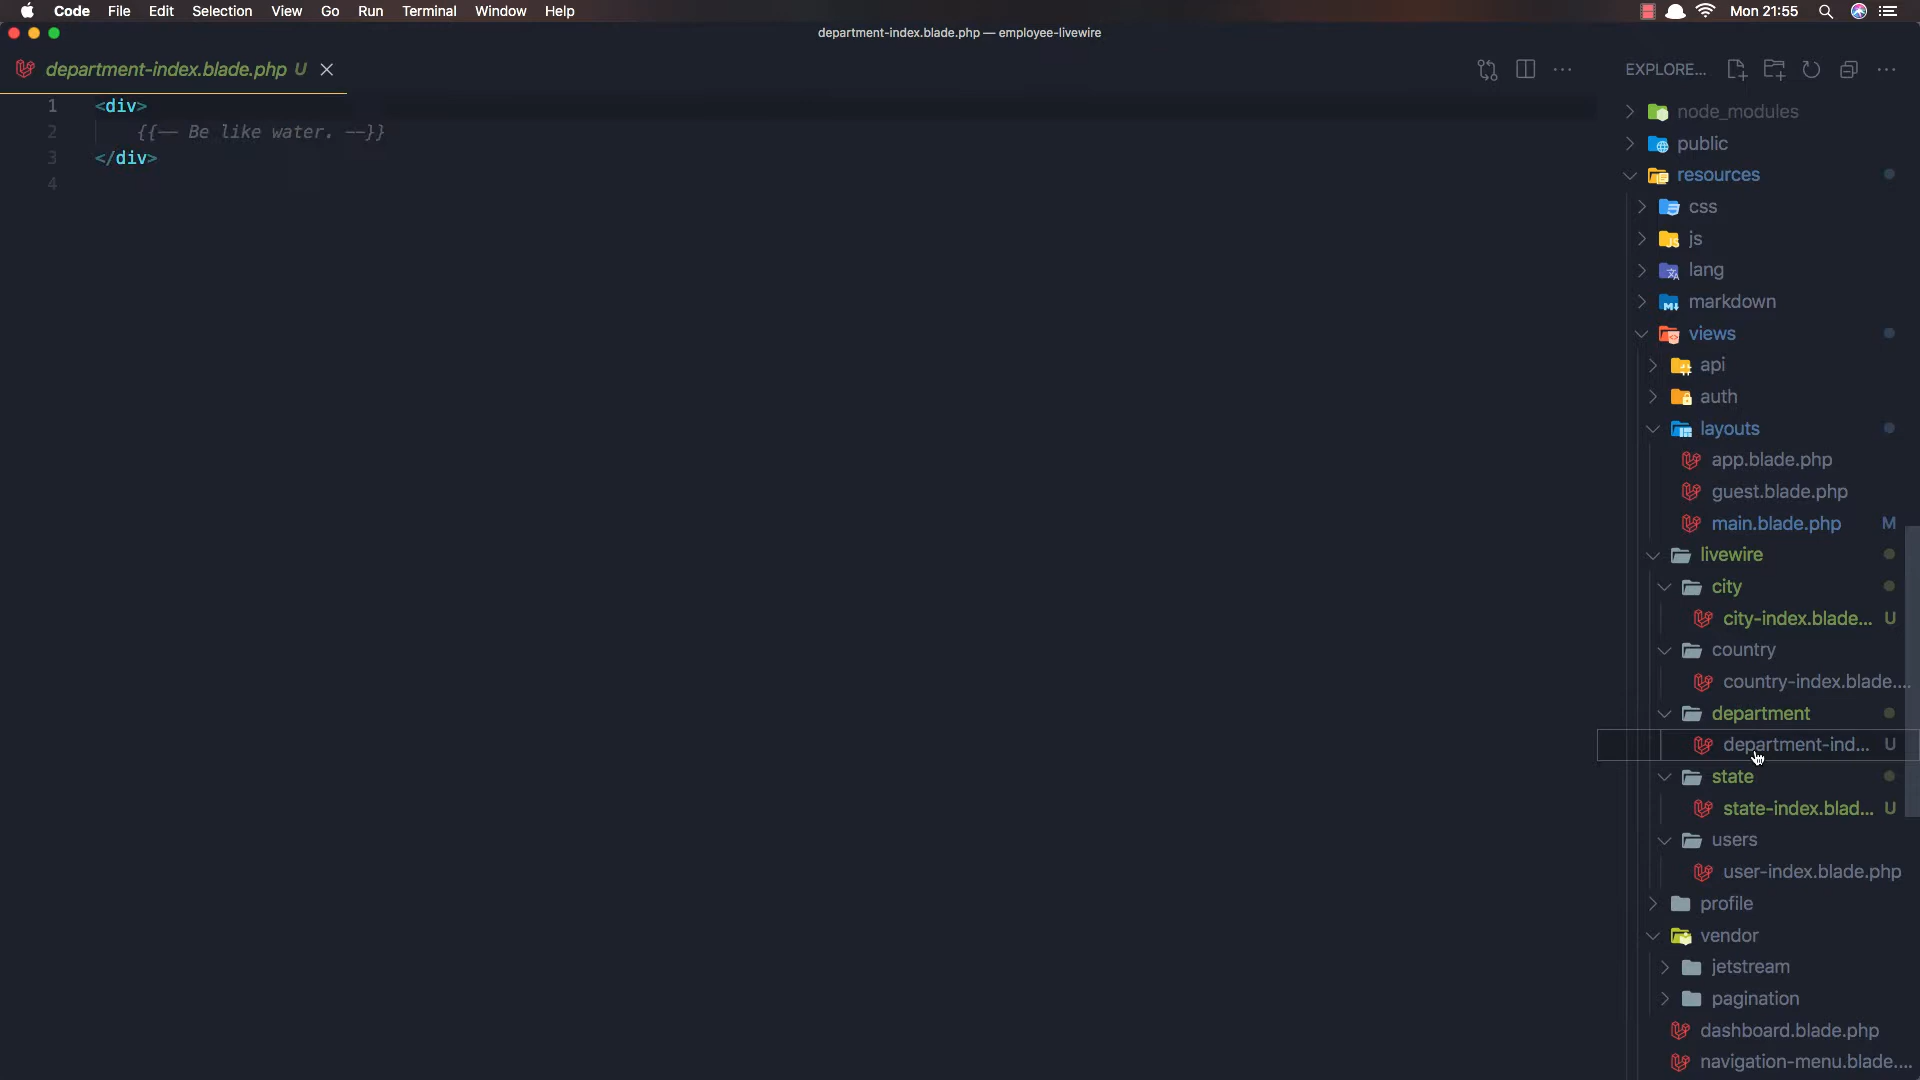 Code File Edit Selection View Go Run Terminal Window Help Mon 21:55
department-index.blade.php — employee-livewire
department-index.blade.php U
EXPLORE...
1 <div>
2 {{-- Be like water. --}}
3 </div>
4
node_modules
public
resources
css
js
lang
markdown
views
api
auth
layouts
app.blade.php
guest.blade.php
main.blade.php M
livewire
city
city-index.blade... U
country
country-index.blade....
department
department-ind... U
state
state-index.blad... U
users
user-index.blade.php
profile
vendor
jetstream
pagination
dashboard.blade.php
navigation-menu.blade....